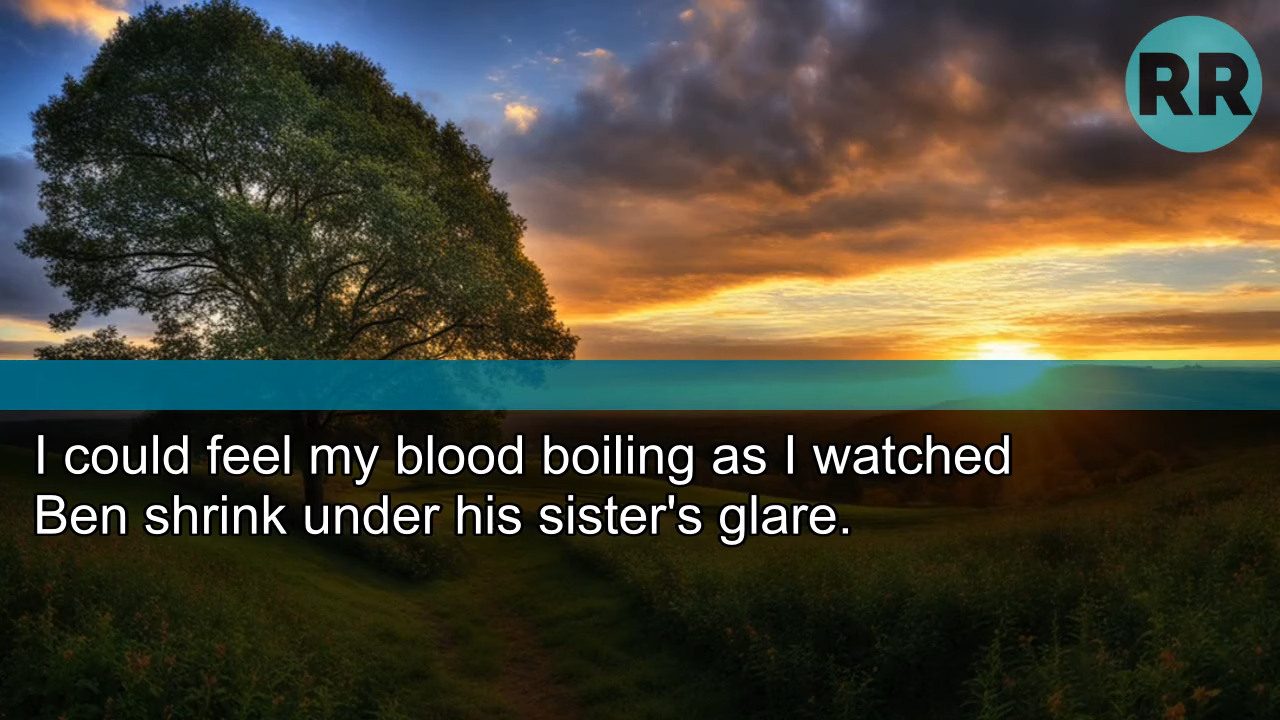 RR
I could feel my blood boiling as I watched
Ben shrink under his sister's glare.